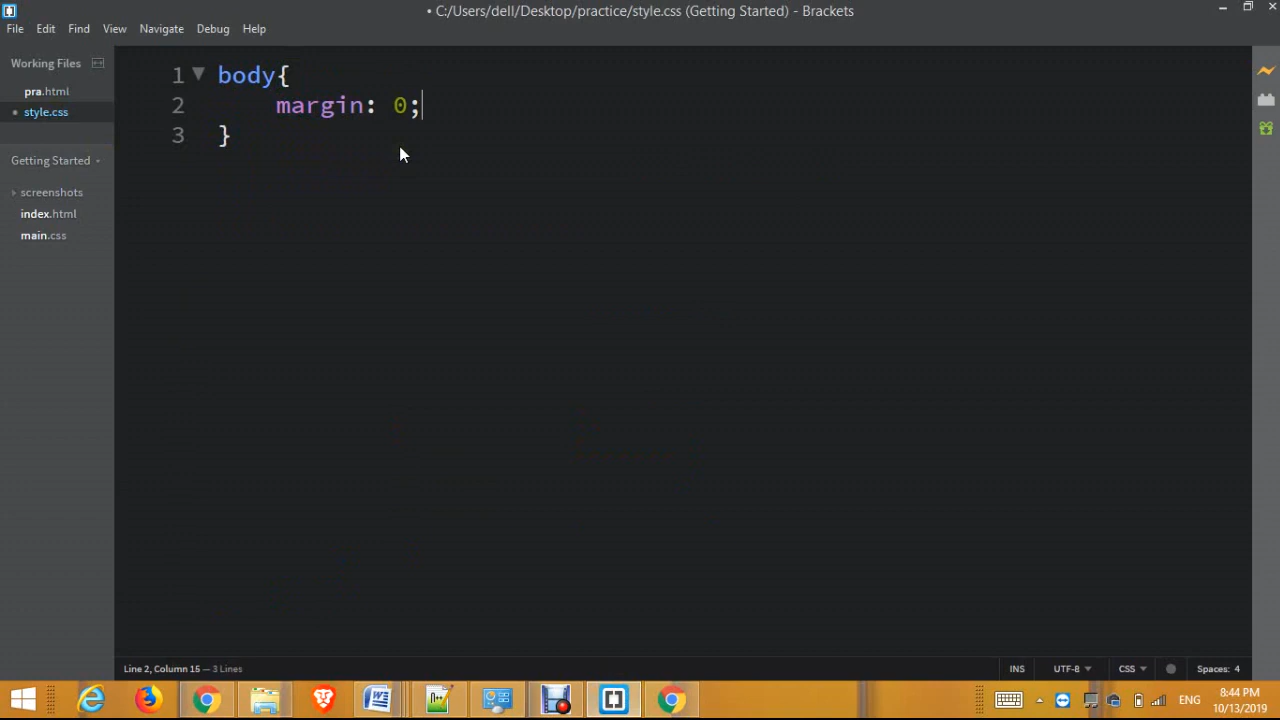 • C:/Users/dell/Desktop/practice/style.css (Getting Started) - Brackets
File Edit Find View Navigate Debug Help
Working Files
pra.html
• style.css
Getting Started
screenshots
index.html
main.css
1 body{
2 margin: 0;
3 }
Line 2, Column 15 — 3 Lines
INS UTF-8 CSS Spaces: 4
ENG
8:44 PM
10/13/2019